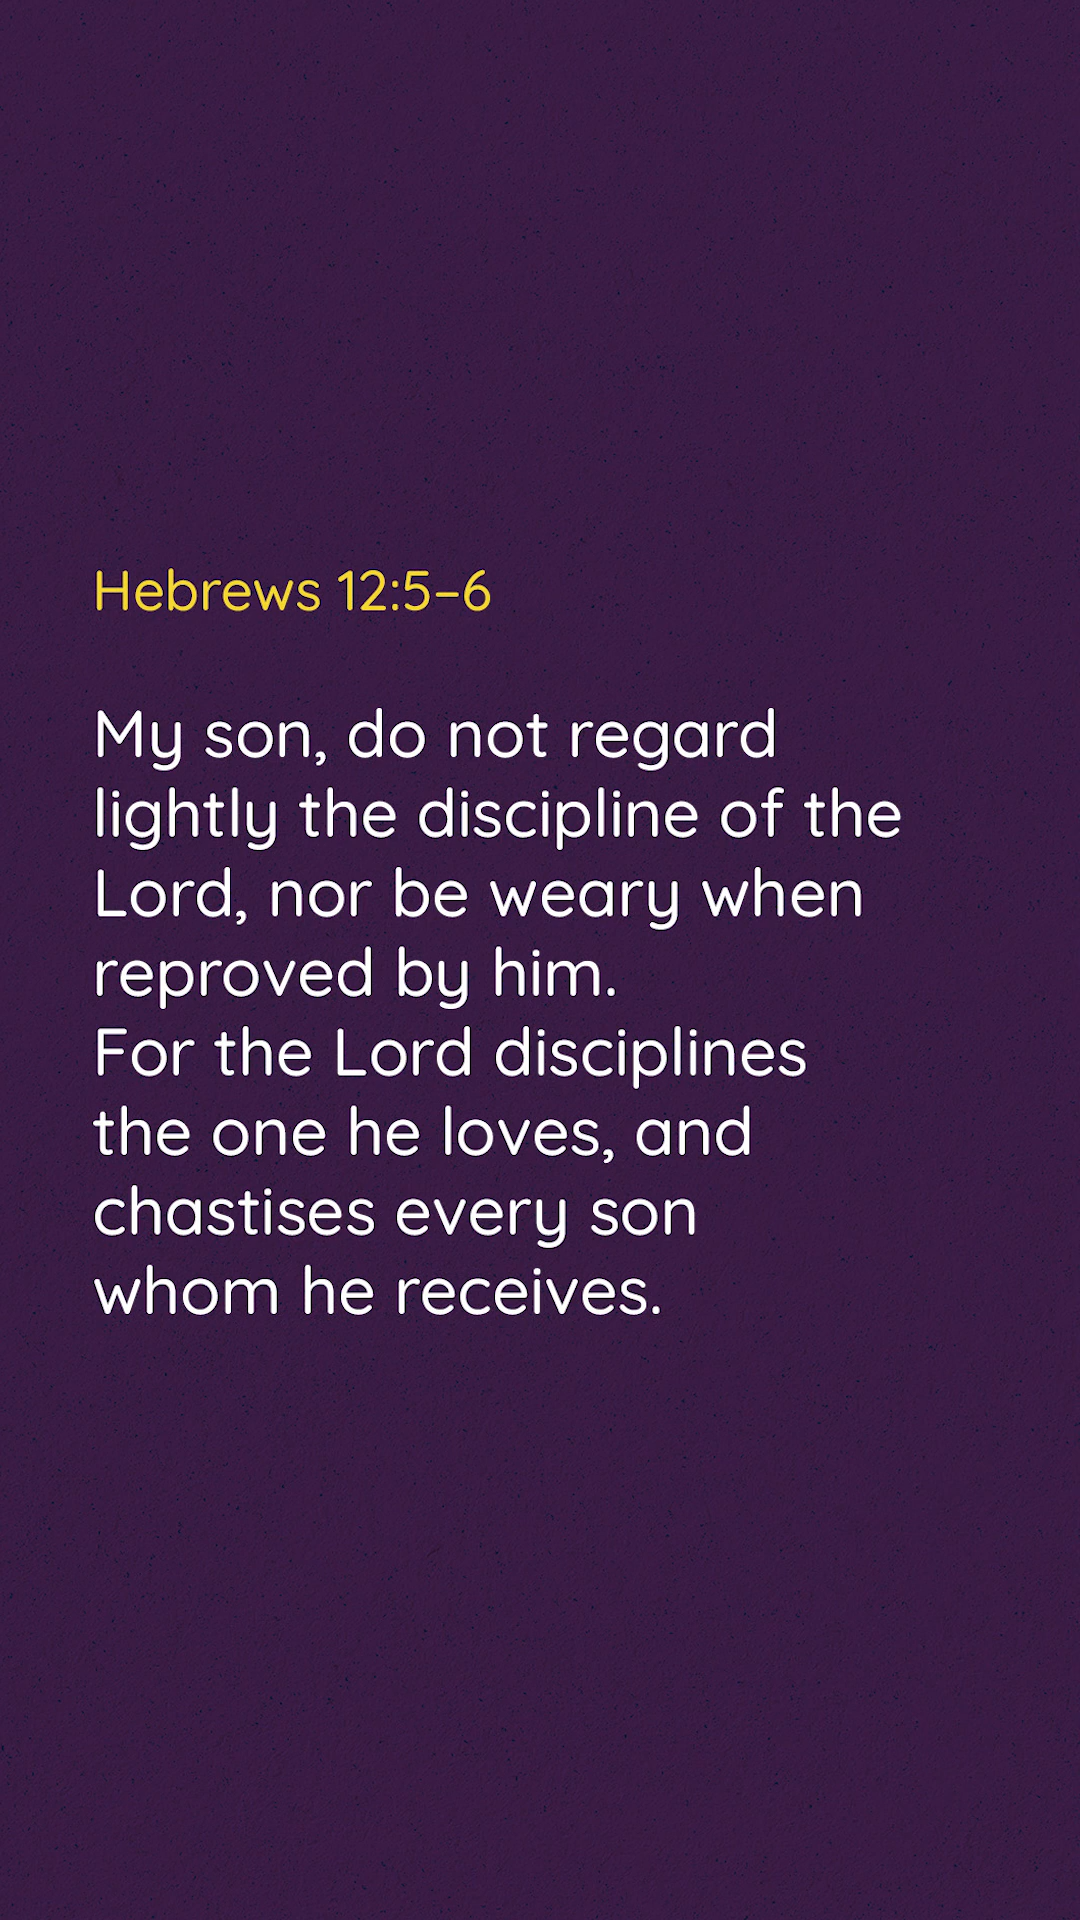 Hebrews 12:5–6
My son, do not regard
lightly the discipline of the
Lord, nor be weary when
reproved by him.
For the Lord disciplines
the one he loves, and
chastises every son
whom he receives.